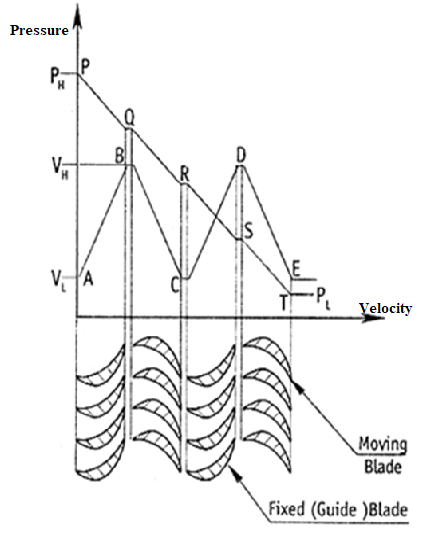 Pressure
P_H P
Q
V_H B D
R
S
V_L A C E
T P_L
Velocity
Moving
Blade
Fixed (Guide )Blade